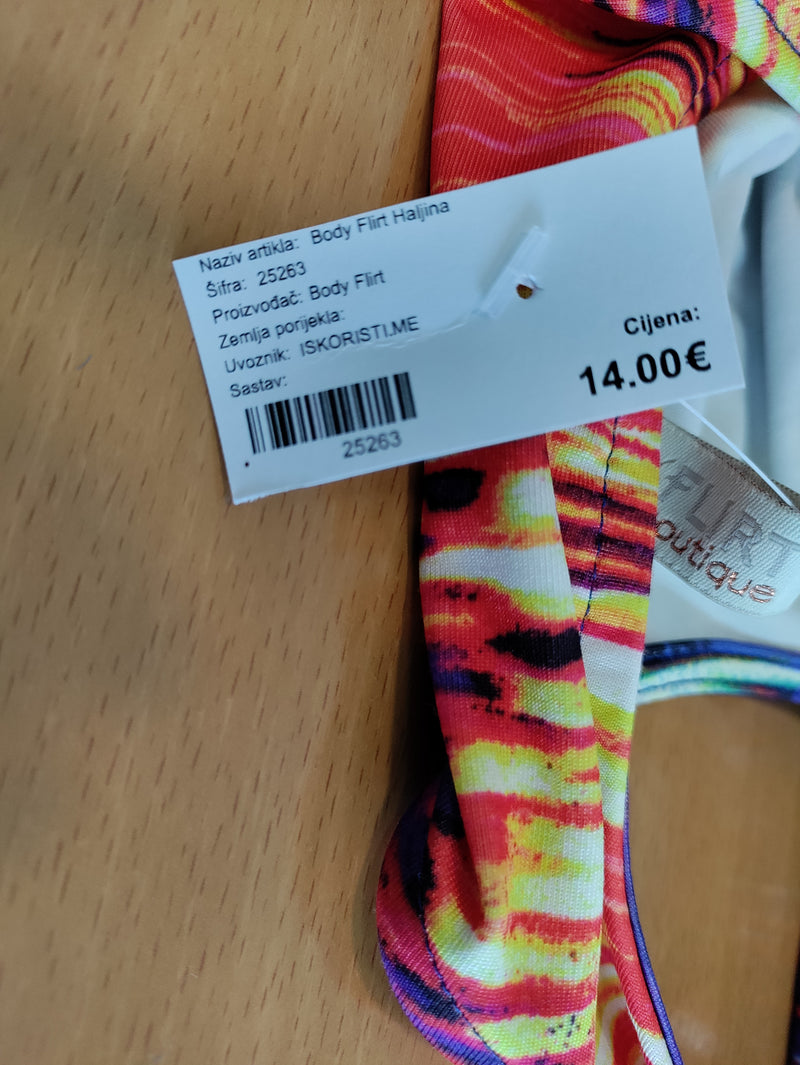 Naziv artikla: Body Flirt Haljina
Šifra: 25263
Proizvođač: Body Flirt
Zemlja porijekla:
Uvoznik: ISKORISTI.ME
Sastav:
25263
Cijena:
14.00€
FLIRT
outique